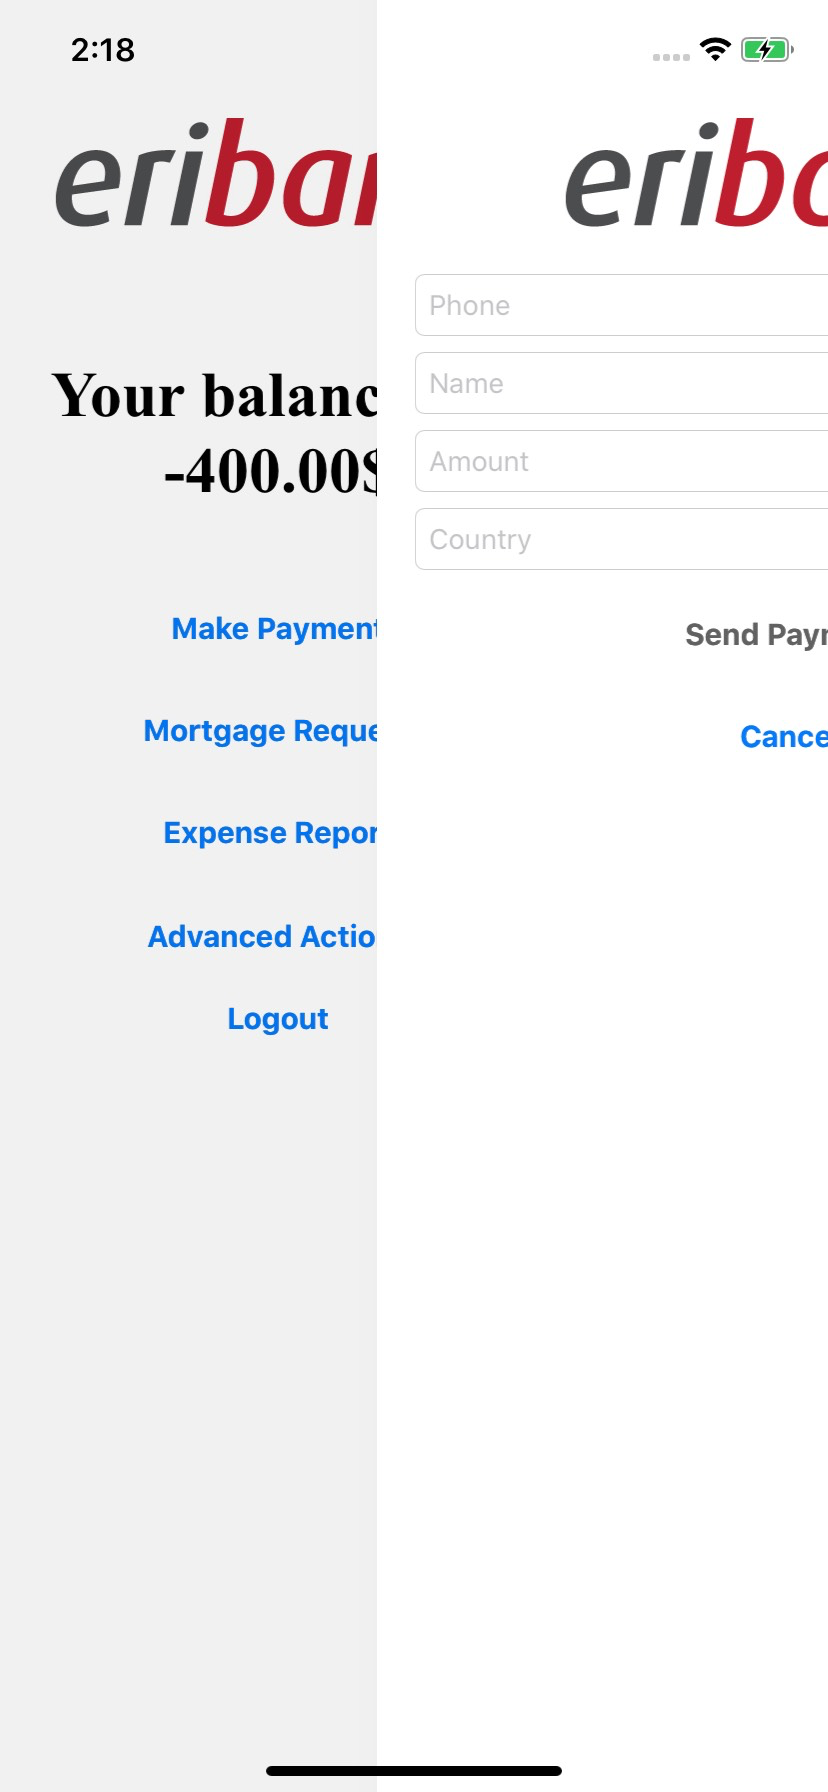 2:18
eribar
Your balanc
-400.00$
Make Payment
Mortgage Reque
Expense Repor
Advanced Actio
Logout
eriba
Phone
Name
Amount
Country
Send Payr
Cance